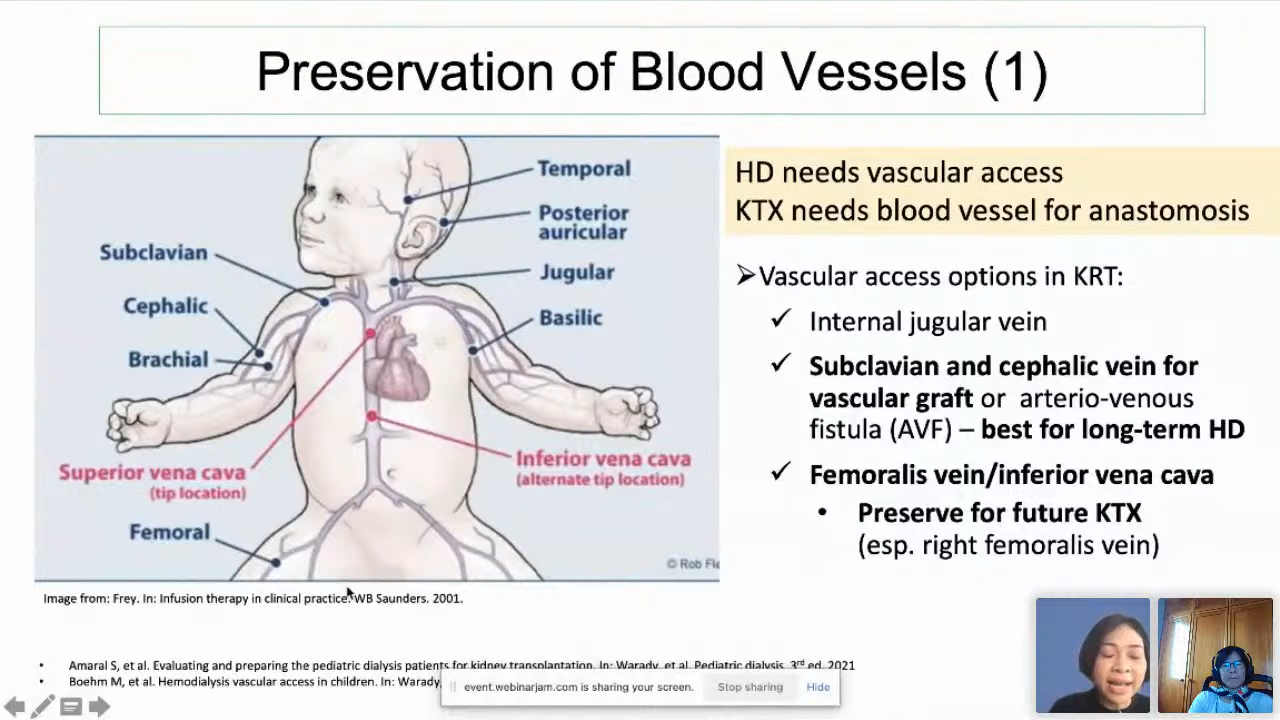 Preservation of Blood Vessels (1)
Temporal
Posterior
auricular
Subclavian
Jugular
Cephalic
Basilic
Brachial
Superior vena cava
(tip location)
Inferior vena cava
(alternate tip location)
Femoral
© Rob
Image from: Frey. In: Infusion therapy in clinical practice. WB Saunders. 2001.
HD needs vascular access
KTX needs blood vessel for anastomosis
➢Vascular access options in KRT:
✓ Internal jugular vein
✓ Subclavian and cephalic vein for
vascular graft or arterio-venous
fistula (AVF) – best for long-term HD
✓ Femoralis vein/inferior vena cava
• Preserve for future KTX
(esp. right femoralis vein)
• Amaral S, et al. Evaluating and preparing the pediatric dialysis patients for kidney transplantation. In: Warady, et al. Pediatric dialysis. 3rd ed. 2021
• Boehm M, et al. Hemodialysis vascular access in children. In: Warady,
event.webinarjam.com is sharing your screen.
Stop sharing
Hide